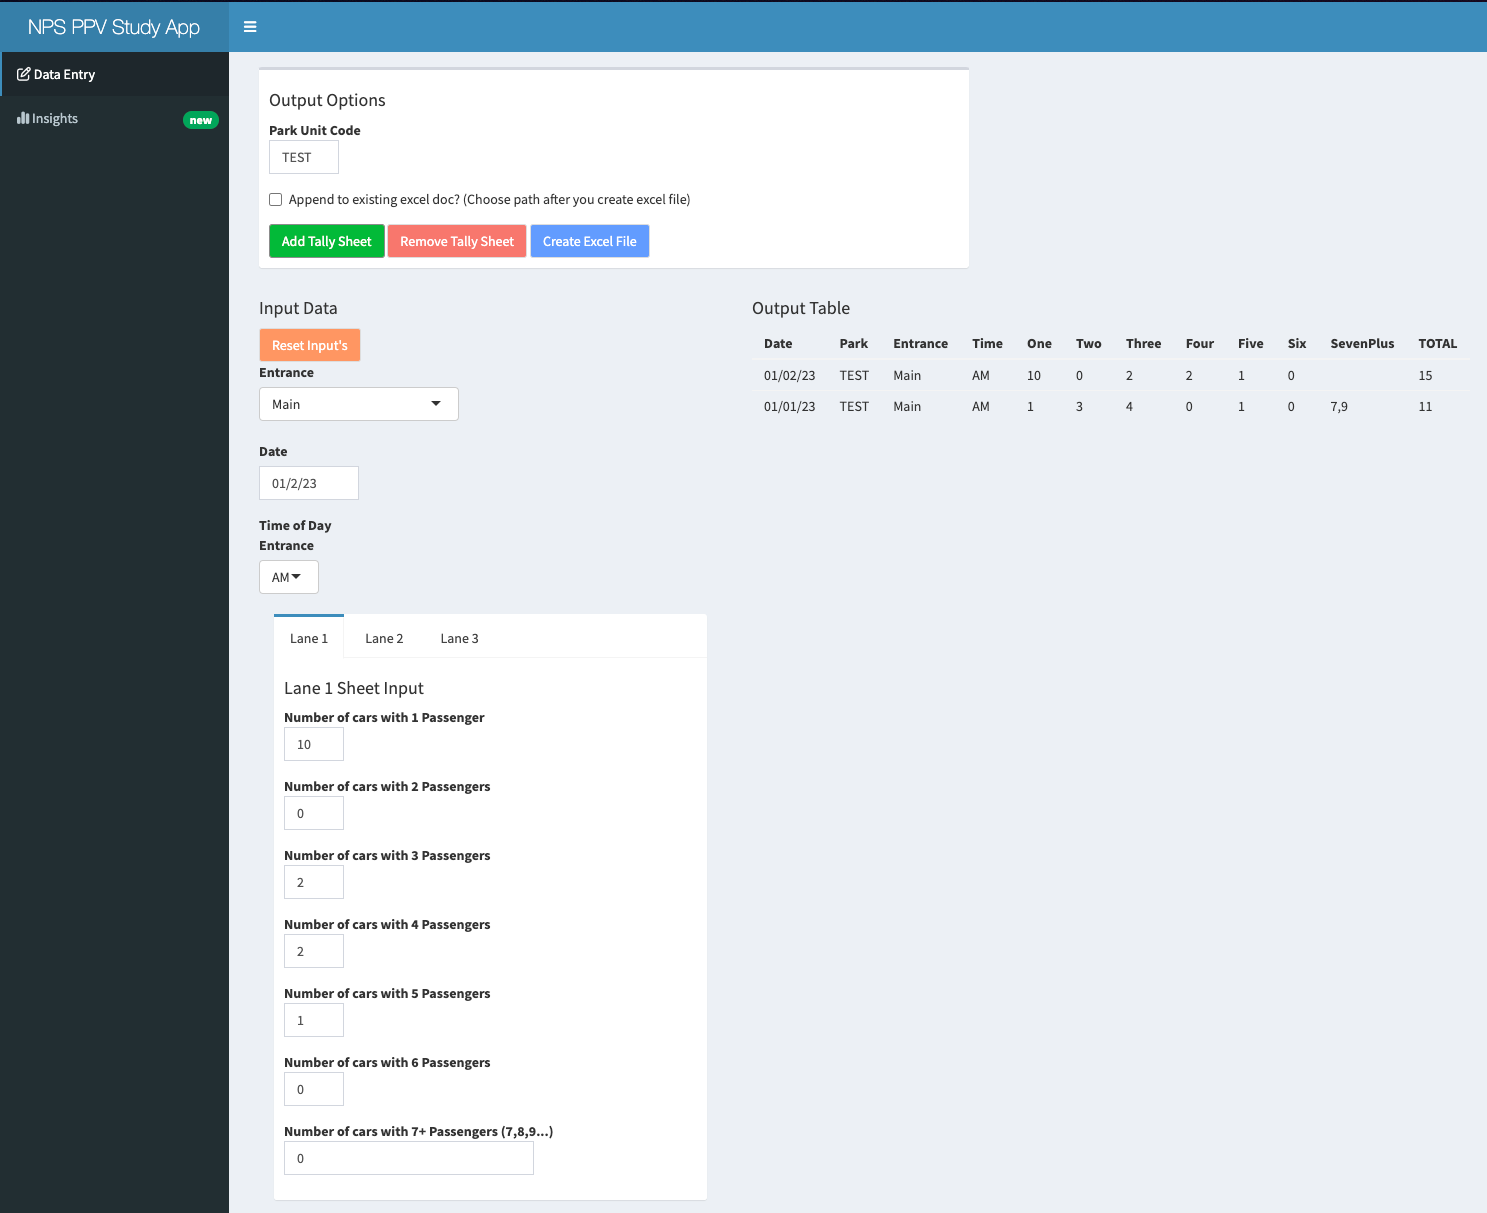 NPS PPV Study App
Data Entry
Insights new
Output Options
Park Unit Code
TEST
Append to existing excel doc? (Choose path after you create excel file)
Add Tally Sheet Remove Tally Sheet Create Excel File
Input Data
Reset Input's
Entrance
Main
Date
01/2/23
Time of Day
Entrance
AM
Lane 1 Lane 2 Lane 3
Lane 1 Sheet Input
Number of cars with 1 Passenger
10
Number of cars with 2 Passengers
0
Number of cars with 3 Passengers
2
Number of cars with 4 Passengers
2
Number of cars with 5 Passengers
1
Number of cars with 6 Passengers
0
Number of cars with 7+ Passengers (7,8,9...)
0
Output Table
Date Park Entrance Time One Two Three Four Five Six SevenPlus TOTAL
01/02/23 TEST Main AM 10 0 2 2 1 0 15
01/01/23 TEST Main AM 1 3 4 0 1 0 7,9 11